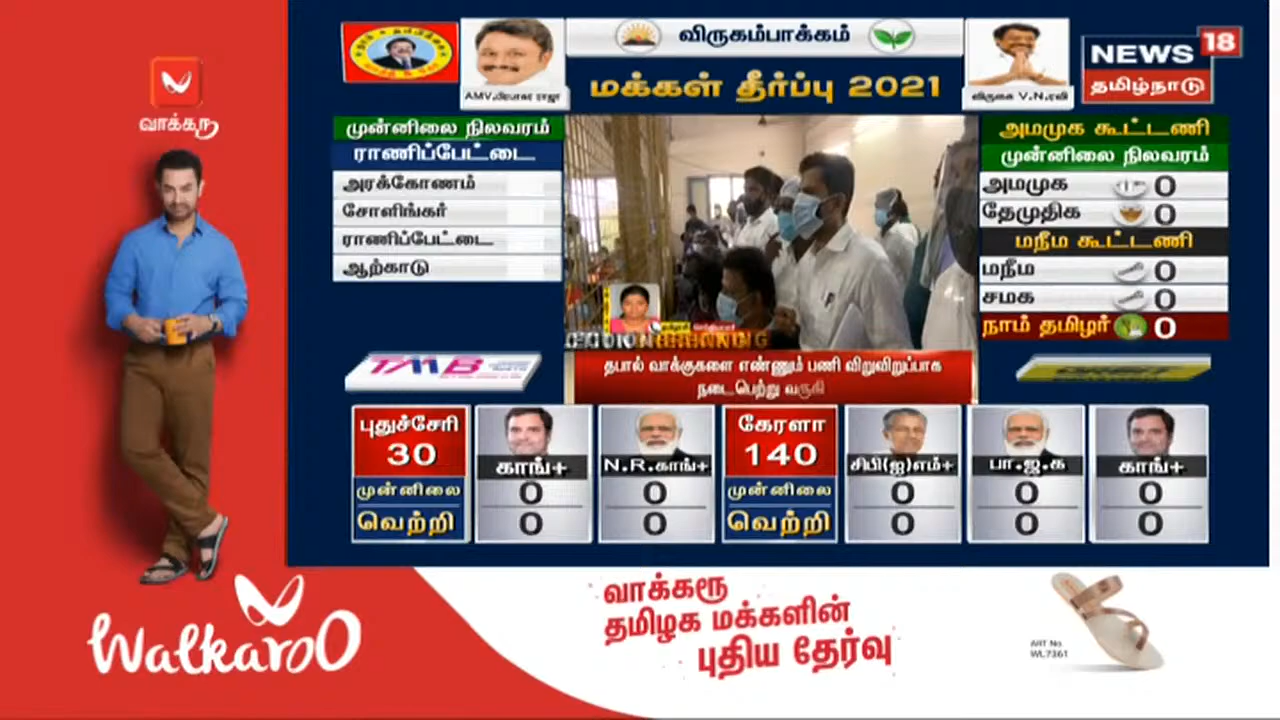 வாக்கரூ
AMV.பிரபாகர ராஜா
விருகம்பாக்கம்
மக்கள் தீர்ப்பு 2021
விருகை V.N.ரவி
NEWS 18
தமிழ்நாடு
முன்னிலை நிலவரம்
ராணிப்பேட்டை
அரக்கோணம்
சோளிங்கர்
ராணிப்பேட்டை
ஆற்காடு
அமமுக கூட்டணி
முன்னிலை நிலவரம்
அமமுக 0
தேமுதிக 0
மநீம கூட்டணி
மநீம 0
சமக 0
நாம் தமிழர் 0
TMB
தபால் வாக்குகளை எண்ணும் பணி விறுவிறுப்பாக
நடைபெற்று வருகி
புதுச்சேரி
30
முன்னிலை
வெற்றி
காங்+
0
0
N.R.காங்+
0
0
கேரளா
140
முன்னிலை
வெற்றி
சிபி(ஐ)எம்+
0
0
பா.ஜ.க
0
0
காங்+
0
0
Walkaroo
வாக்கரூ
தமிழக மக்களின்
புதிய தேர்வு
ART No.
WL7361